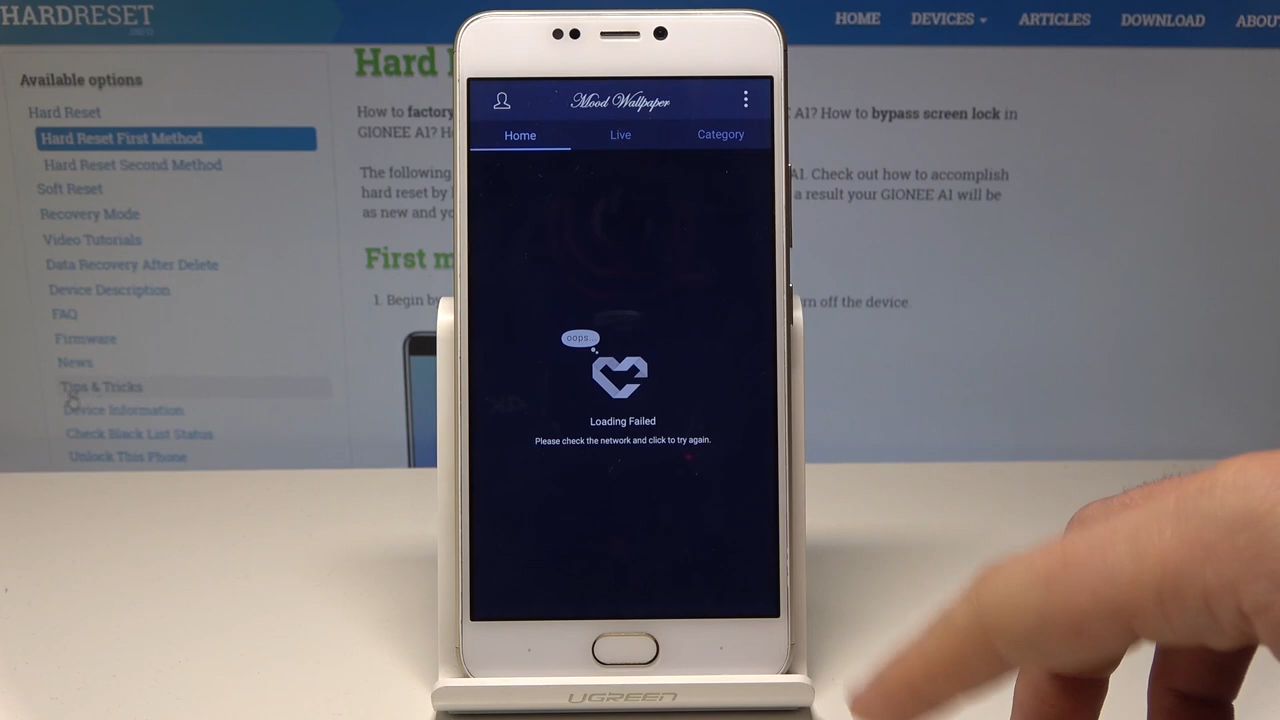 HARDRESET
.INFO
HOME
DEVICES
ARTICLES
DOWNLOAD
ABOU
Available options
Hard Reset
Hard Reset First Method
Hard Reset Second Method
Soft Reset
Recovery Mode
Video Tutorials
Data Recovery After Delete
Device Description
FAQ
Firmware
News
Tips & Tricks
Device Information
Check Black List Status
Unlock This Phone
Hard
How to factory
GIONEE A1? H
The following
hard reset by
as new and yo
First m
1. Begin by
A1? How to bypass screen lock in
A1. Check out how to accomplish
a result your GIONEE A1 will be
rn off the device.
Mood Wallpaper
Home
Live
Category
oops...
Loading Failed
Please check the network and click to try again.
UGREEN